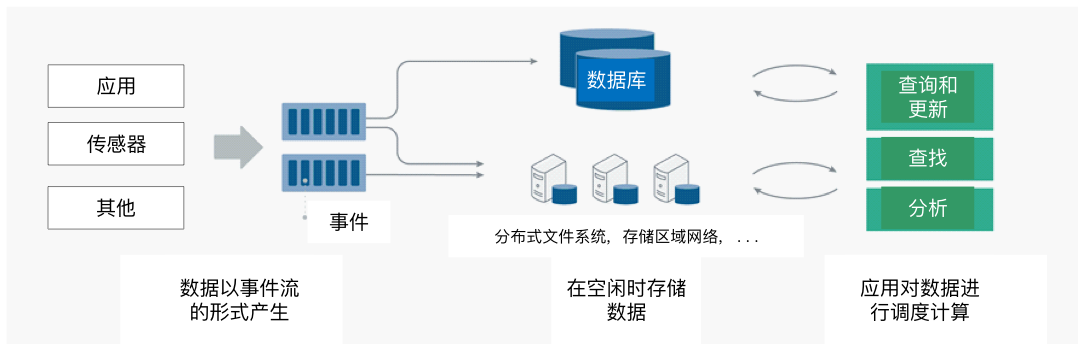 应用
传感器
其他
事件
数据以事件流
的形式产生
数据库
分布式文件系统，存储区域网络，...
在空闲时存储
数据
查询和
更新
查找
分析
应用对数据进
行调度计算